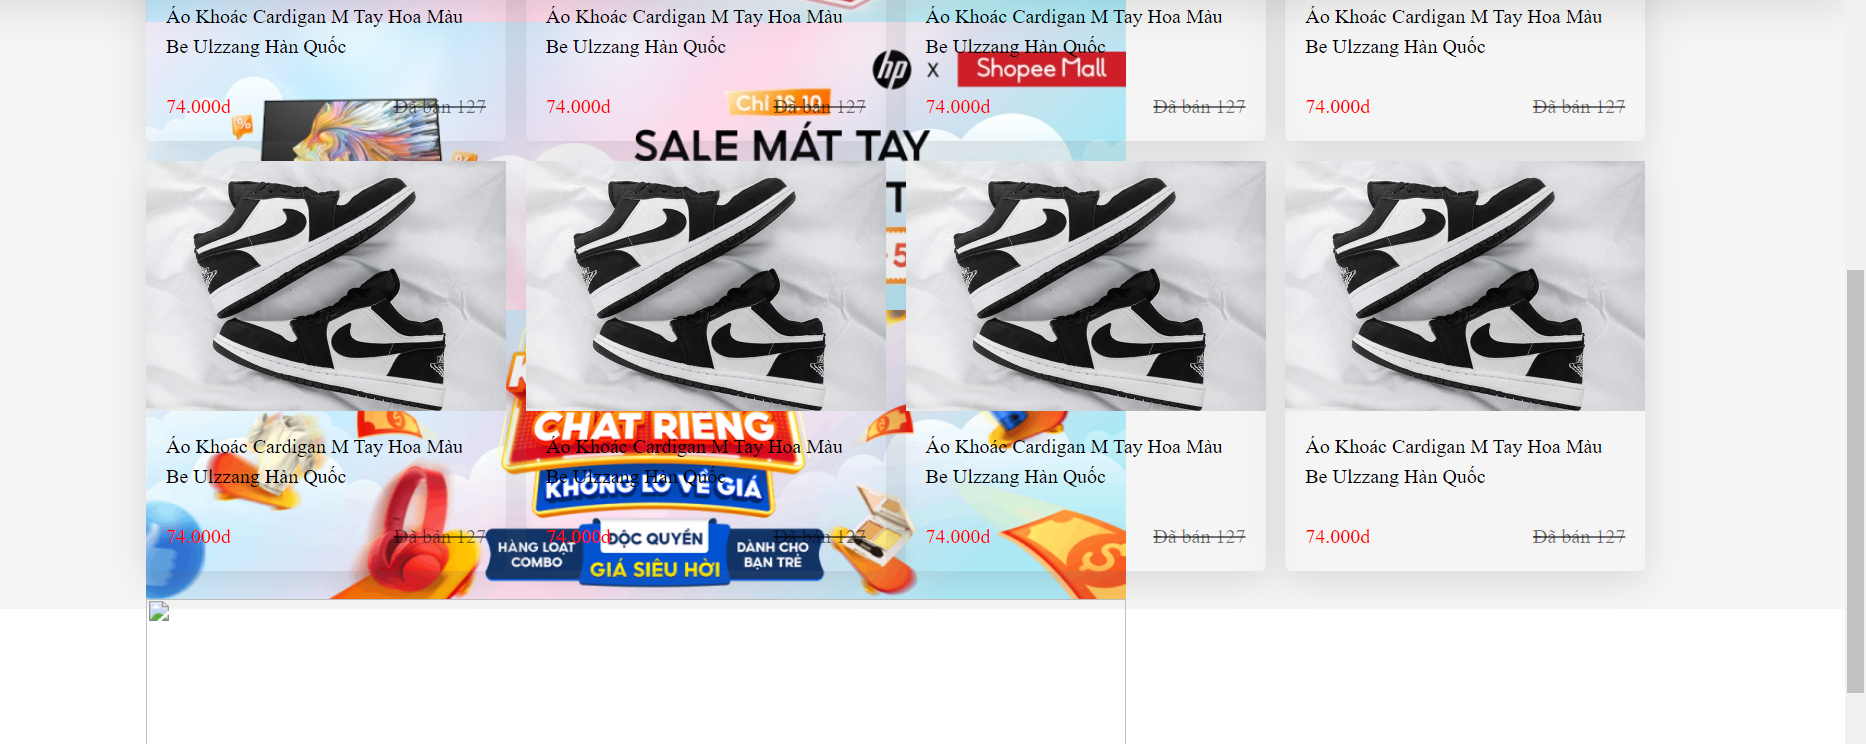 Áo Khoác Cardigan M Tay Hoa Màu
Be Ulzzang Hàn Quốc
Áo Khoác Cardigan M Tay Hoa Màu
Be Ulzzang Hàn Quốc
Áo Khoác Cardigan M Tay Hoa Màu
Be Ulzzang Hàn Quốc
Áo Khoác Cardigan M Tay Hoa Màu
Be Ulzzang Hàn Quốc
hp X Shopee Mall
74.000đ Đã bán 127
74.000đ Đã bán 127
74.000đ Đã bán 127
74.000đ Đã bán 127
Chỉ 18.10
SALE MÁT TAY
T
5
CHAT RIÊNG
Áo Khoác Cardigan M Tay Hoa Màu
Be Ulzzang Hàn Quốc
Áo Khoác Cardigan M Tay Hoa Màu
Be Ulzzang Hàn Quốc
Áo Khoác Cardigan M Tay Hoa Màu
Be Ulzzang Hàn Quốc
Áo Khoác Cardigan M Tay Hoa Màu
Be Ulzzang Hàn Quốc
KHÔNG LO VỀ GIÁ
74.000đ Đã bán 127
74.000đ Đã bán 127
74.000đ Đã bán 127
74.000đ Đã bán 127
HÀNG LOẠT
COMBO
ĐỘC QUYỀN
GIÁ SIÊU HỜI
DÀNH CHO
BẠN TRẺ